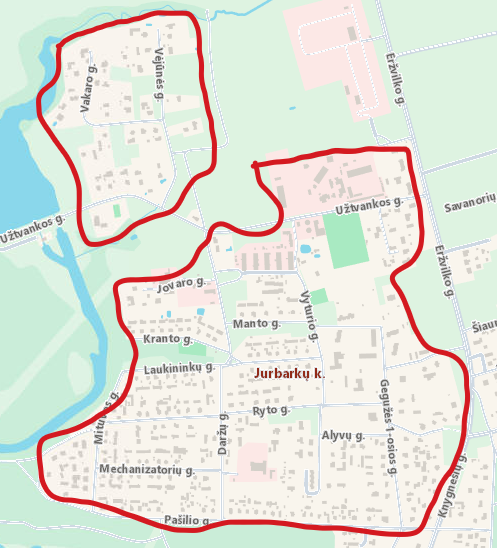 Vėjūnės g.
Vakaro g.
Eržvilko g.
Užtvankos g.
Savanorių
Užtvankos g.
Eržvilko g.
Jovaro g.
Vyturio g.
Manto g.
Šiaur
Kranto g.
Laukininkų g.
Jurbarkų k.
Gegužės 1-osios g.
Mituvos g.
Daržų g.
Ryto g.
Alyvų g.
Mechanizatorių g.
Knygnešių g.
Pašilio g.